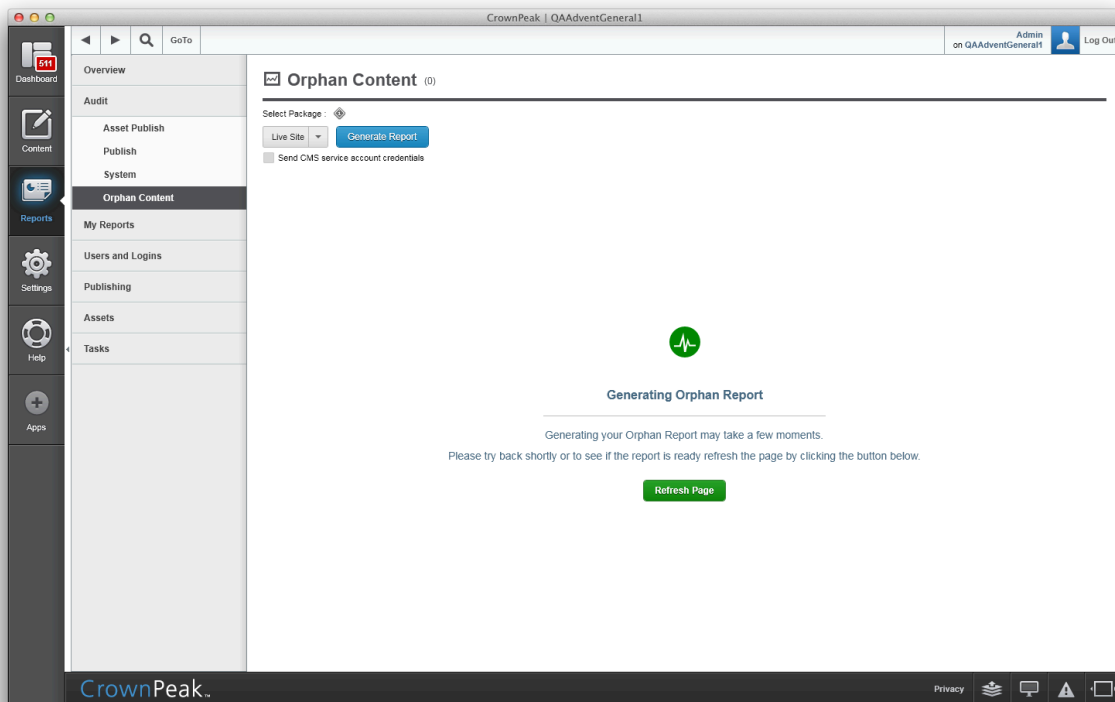 CrownPeak | QAAdventGeneral1
511
Dashboard
Content
Reports
Settings
Help
Apps
GoTo
Admin
on QAAdventGeneral1
Log Out
Overview
Audit
Asset Publish
Publish
System
Orphan Content
My Reports
Users and Logins
Publishing
Assets
Tasks
Orphan Content (0)
Select Package :
Live Site
Generate Report
Send CMS service account credentials
Generating Orphan Report
Generating your Orphan Report may take a few moments.
Please try back shortly or to see if the report is ready refresh the page by clicking the button below.
Refresh Page
CrownPeak™
Privacy